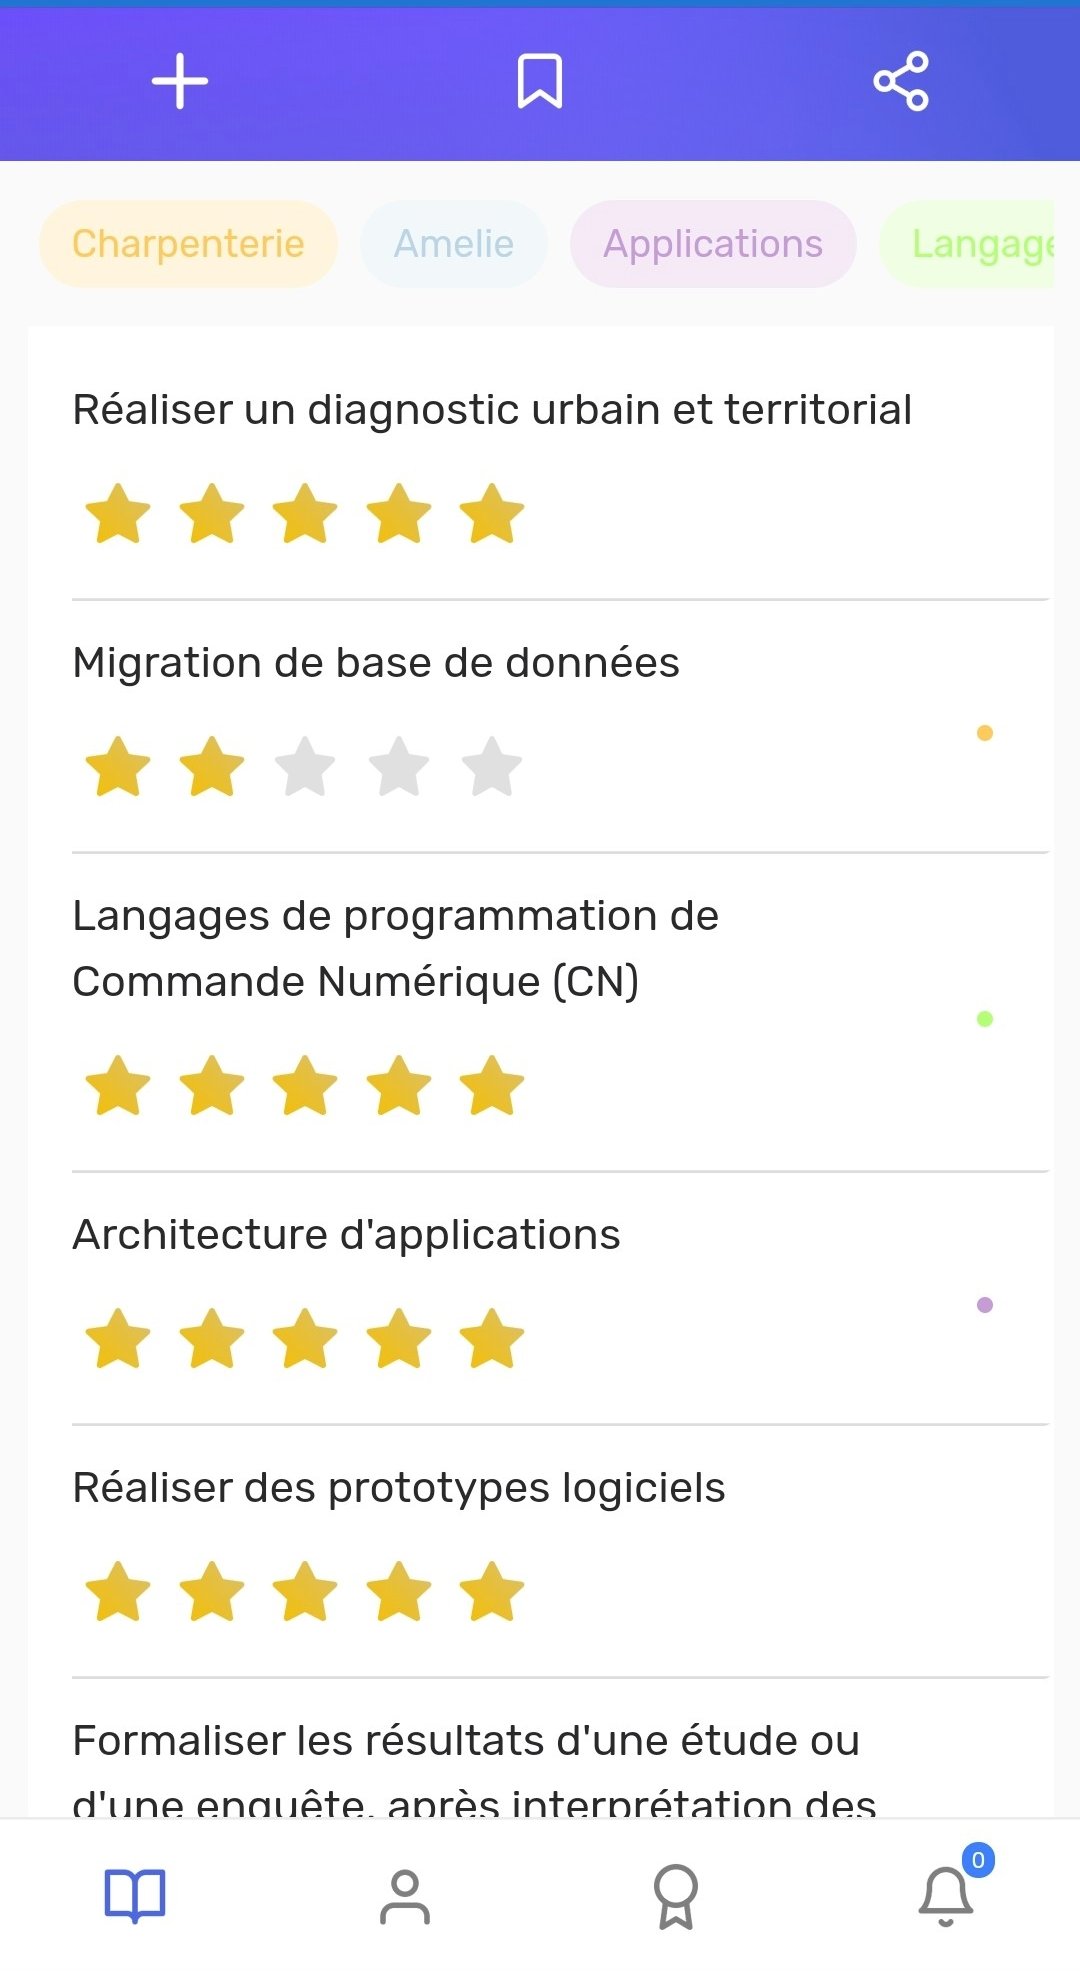 Charpenterie Amelie Applications Langage
Réaliser un diagnostic urbain et territorial
Migration de base de données
Langages de programmation de
Commande Numérique (CN)
Architecture d'applications
Réaliser des prototypes logiciels
Formaliser les résultats d'une étude ou
d'une enquête, après interprétation des
0